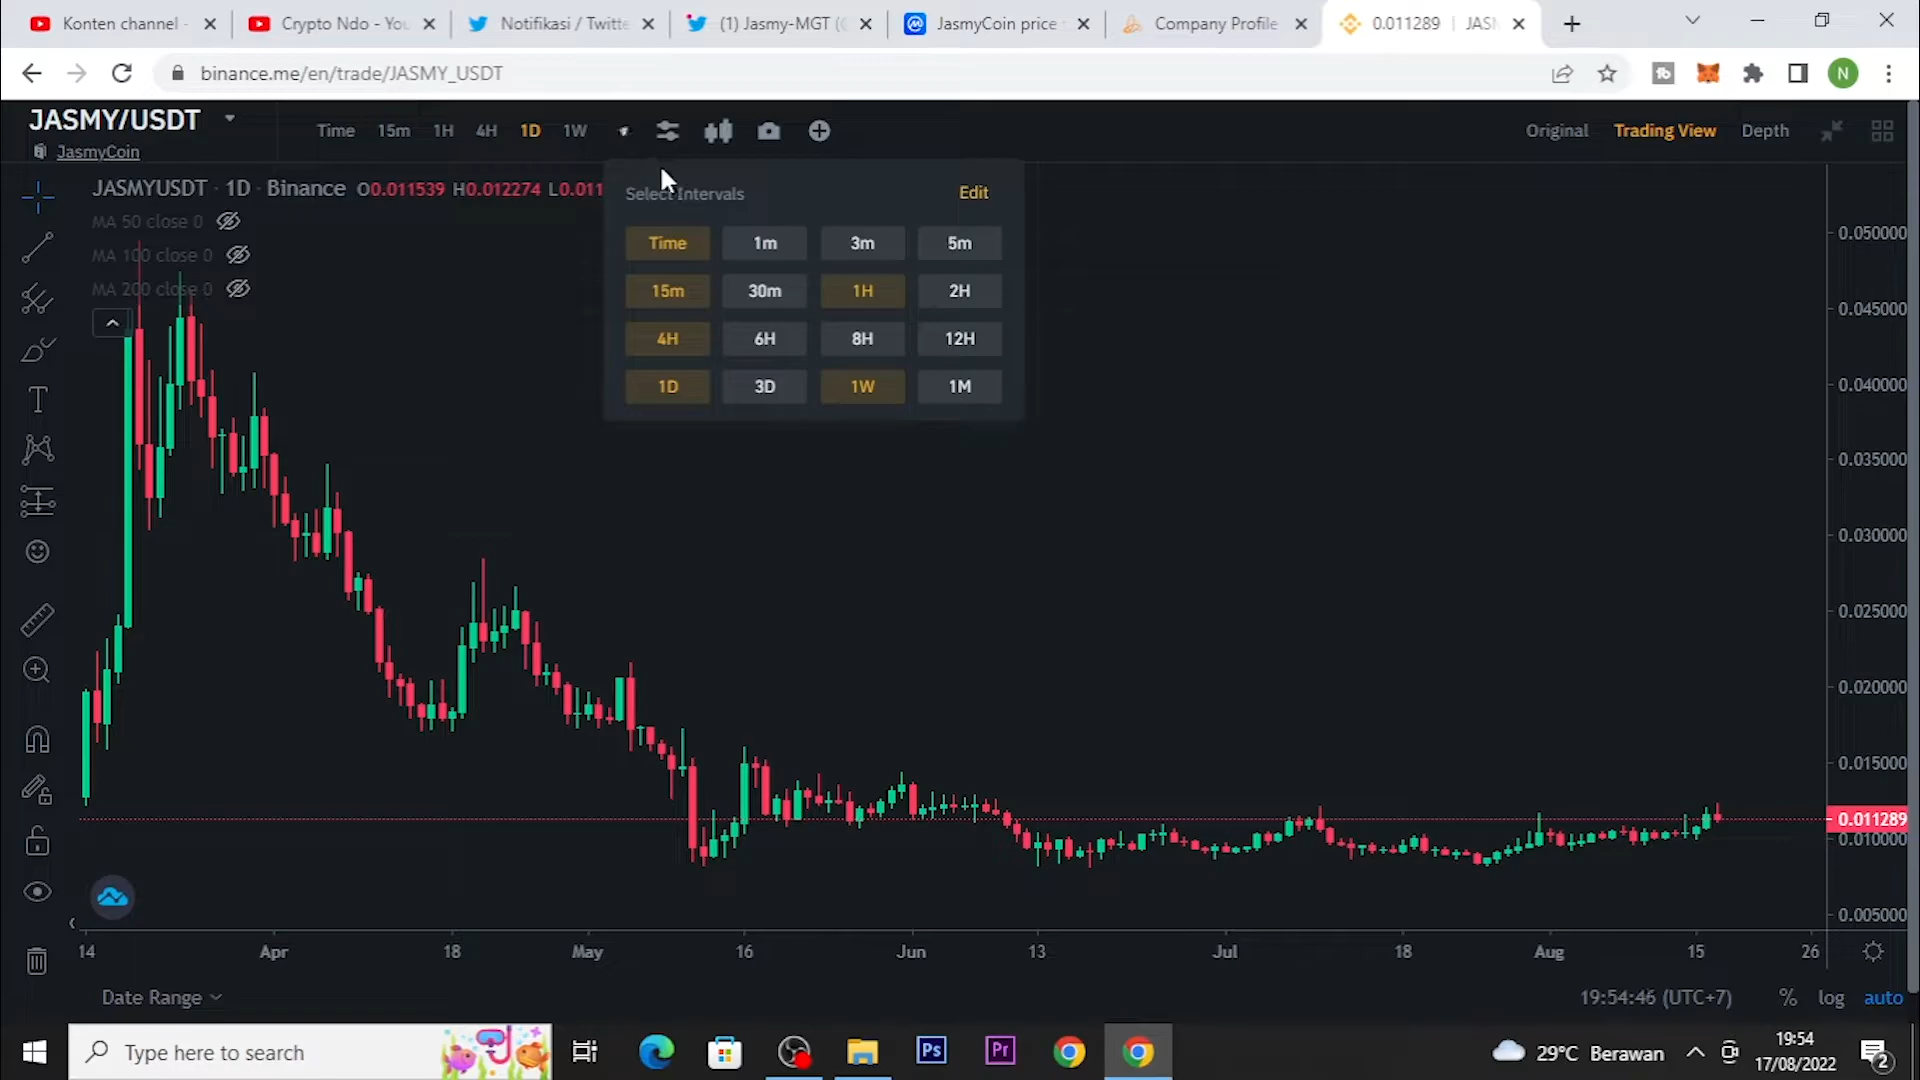 Konten channel -
Crypto Ndo - You
Notifikasi / Twitte
(1) Jasmy-MGT (
JasmyCoin price
Company Profile
0.011289 | JASM
binance.me/en/trade/JASMY_USDT
N
JASMY/USDT
JasmyCoin
Time 15m 1H 4H 1D 1W
Original Trading View Depth
JASMYUSDT · 1D · Binance O0.011539 H0.012274 L0.011
MA 50 close 0
MA 100 close 0
MA 200 close 0
Select Intervals Edit
Time 1m 3m 5m
15m 30m 1H 2H
4H 6H 8H 12H
1D 3D 1W 1M
0.050000
0.045000
0.040000
0.035000
0.030000
0.025000
0.020000
0.015000
0.011289
0.010000
0.005000
14 Apr 18 May 16 Jun 13 Jul 18 Aug 15 26
Date Range
19:54:46 (UTC+7) % log auto
Type here to search
Ps
Pr
29°C Berawan
19:54
17/08/2022
2